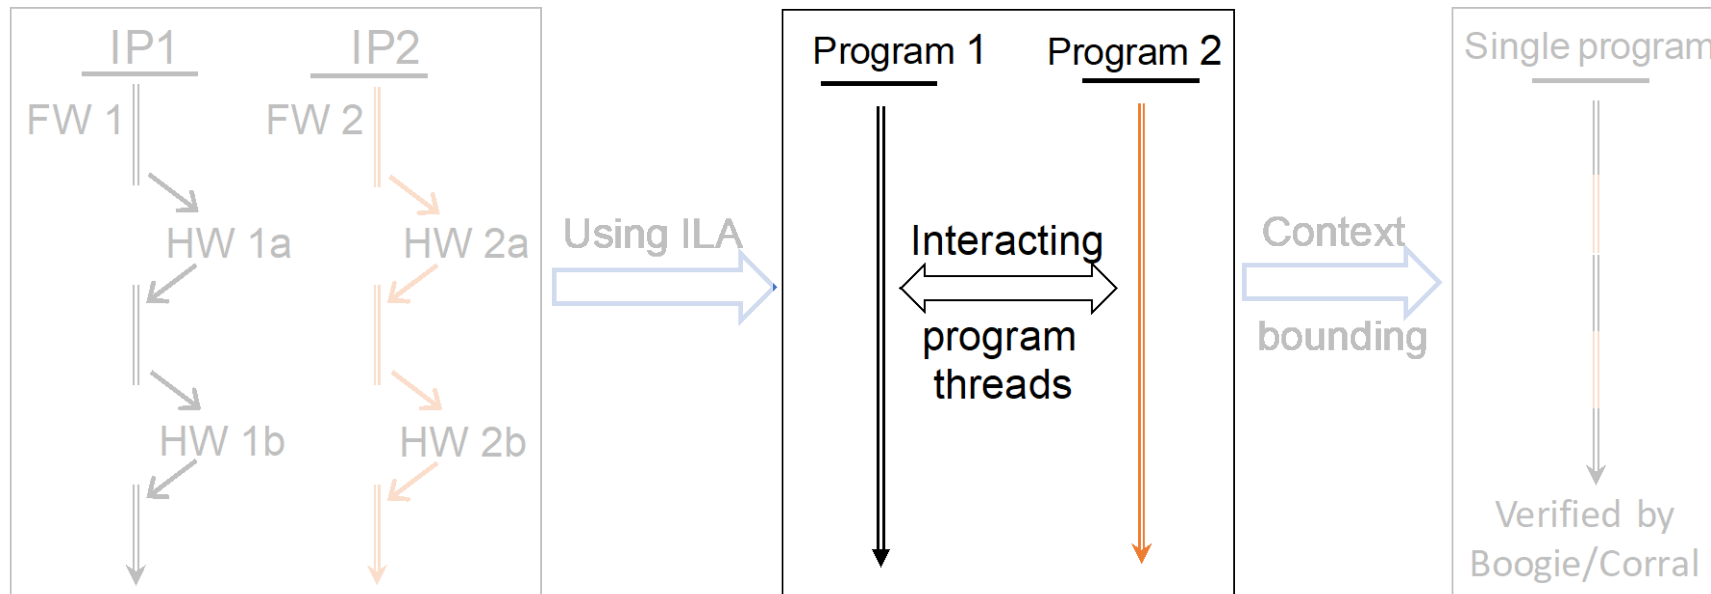 IP1
IP2
FW 1
FW 2
HW 1a
HW 2a
HW 1b
HW 2b
Using ILA
Program 1
Program 2
Interacting
program
threads
Context
bounding
Single program
Verified by
Boogie/Corral